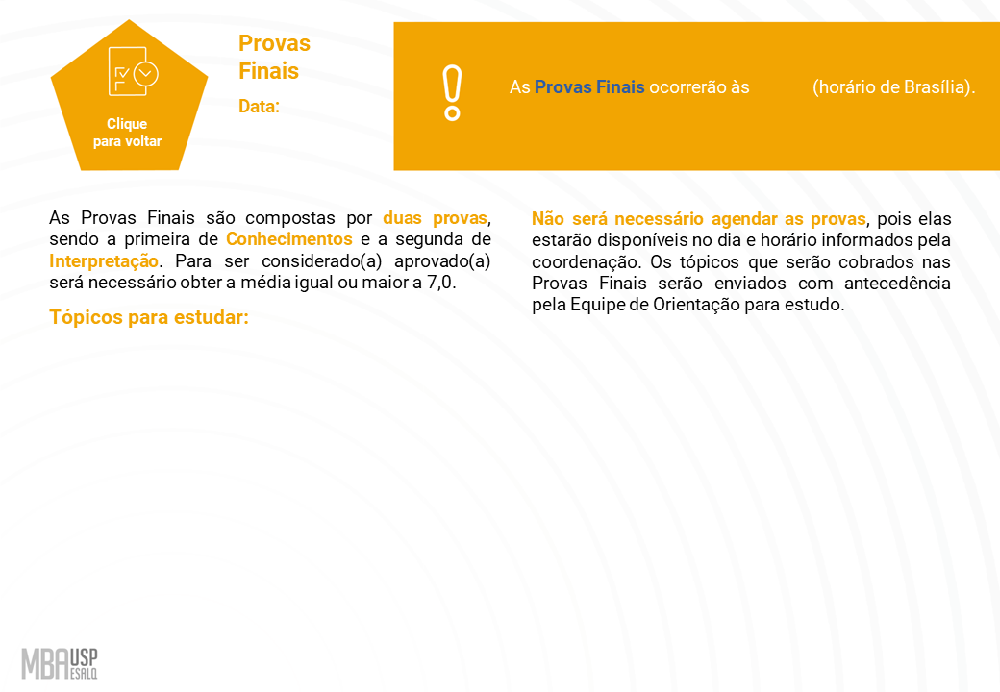 Clique
para voltar
Provas
Finais
Data:
As Provas Finais ocorrerão às (horário de Brasília).
As Provas Finais são compostas por duas provas,
sendo a primeira de Conhecimentos e a segunda de
Interpretação. Para ser considerado(a) aprovado(a)
será necessário obter a média igual ou maior a 7,0.
Tópicos para estudar:
Não será necessário agendar as provas, pois elas
estarão disponíveis no dia e horário informados pela
coordenação. Os tópicos que serão cobrados nas
Provas Finais serão enviados com antecedência
pela Equipe de Orientação para estudo.
MBA USP
ESALQ